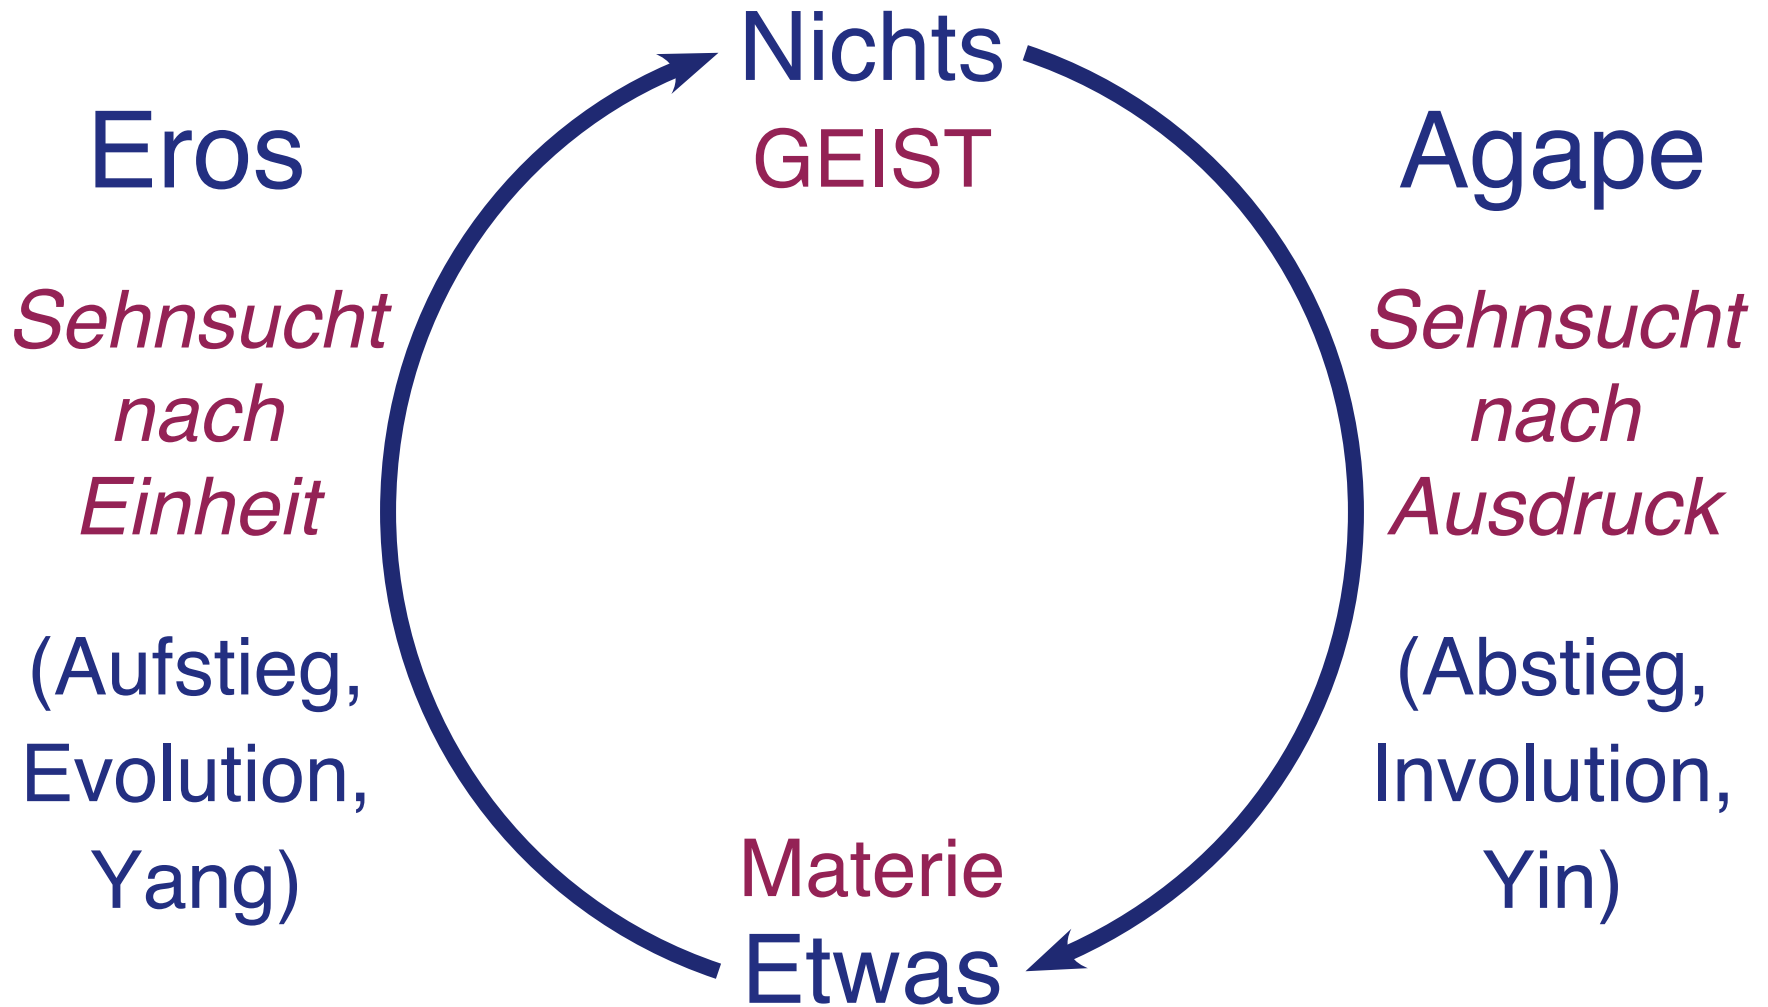 Nichts
GEIST
Eros
Sehnsucht
nach
Einheit
(Aufstieg,
Evolution,
Yang)
Agape
Sehnsucht
nach
Ausdruck
(Abstieg,
Involution,
Yin)
Materie
Etwas